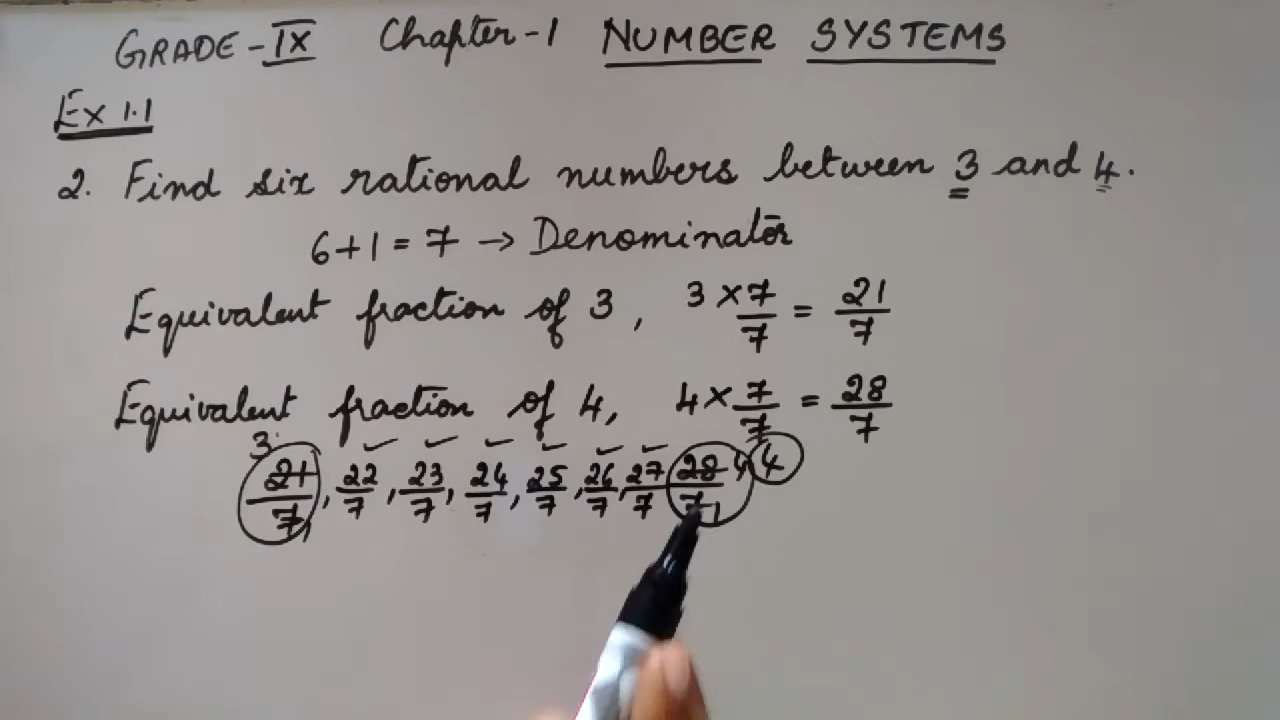 GRADE-IX Chapter-1 NUMBER SYSTEMS
Ex 1.1
2. Find six rational numbers between 3 and 4.
6+1=7 → Denominator
Equivalent fraction of 3, 3×7/7 = 21/7
Equivalent fraction of 4, 4×7/7 = 28/7
3 21/7 1, 22/7, 23/7, 24/7, 25/7, 26/7, 27/7 28/7 1 4 4